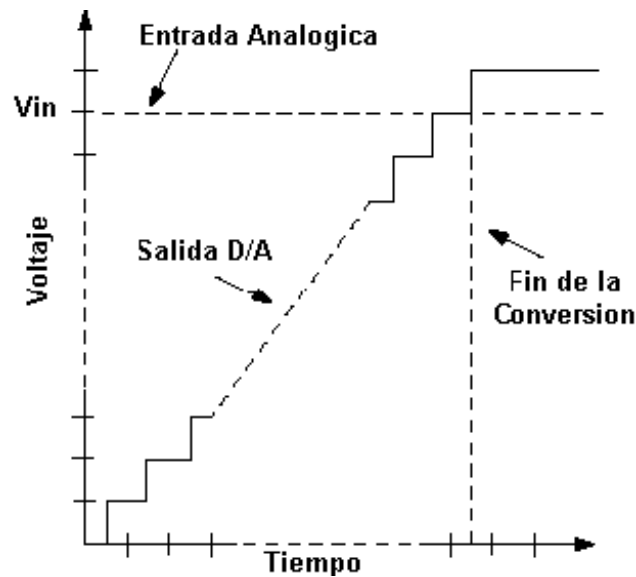 Entrada Analogica
Vin
Voltaje
Salida D/A
Fin de la
Conversion
Tiempo